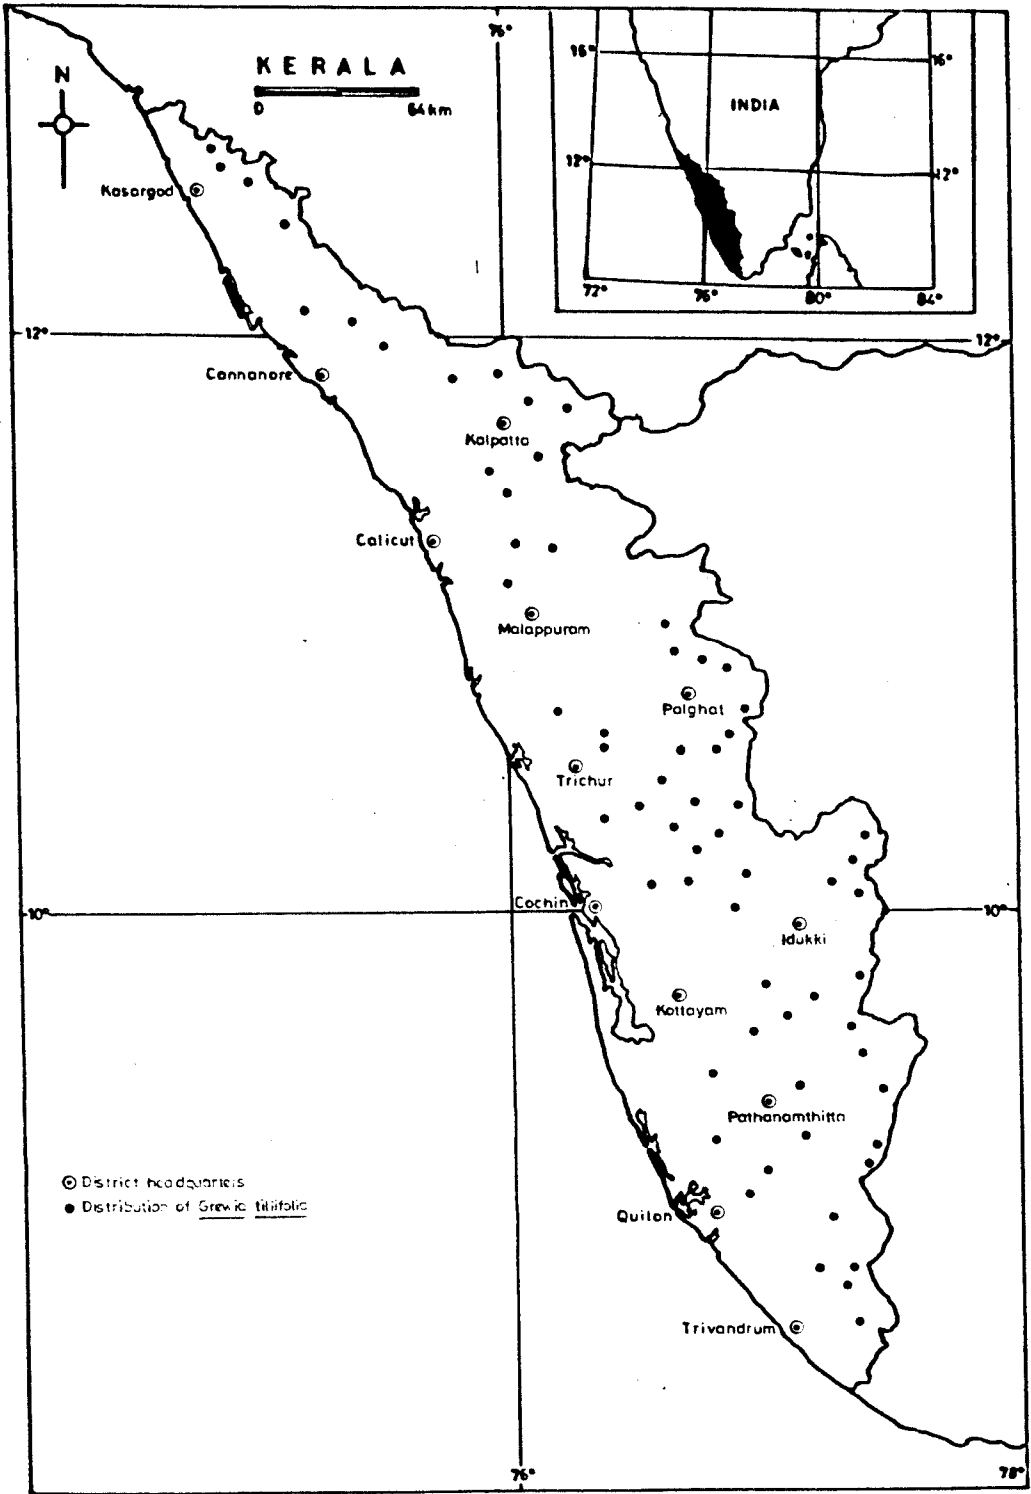 76°
KERALA
0 64 km
N
16° 16°
INDIA
12° 12°
72° 76° 80° 84°
Kasargod
12° 12°
Cannanore
Kalpatta
Calicut
Malappuram
Palghat
Trichur
Cochin
10° 10°
Idukki
Kottayam
Pathanamthitta
⊙ District headquarters
● Distribution of Grewia tiliifolia
Quilon
Trivandrum
76° 78°